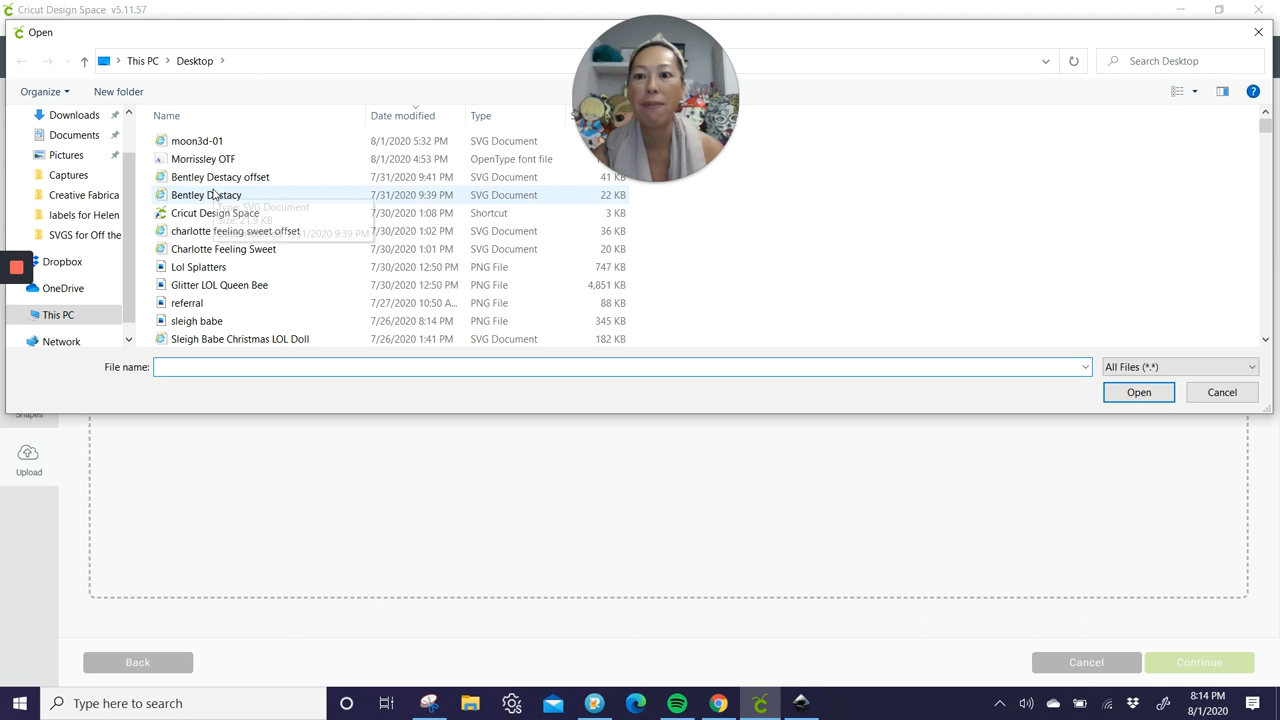 Cricut Design Space v5.11.57
Open
This PC > Desktop >
Search Desktop
Organize
New folder
Name
Date modified
Type
Downloads
Documents
Pictures
Captures
Creative Fabrica
labels for Helen
SVGS for Off the
Dropbox
OneDrive
This PC
Network
moon3d-01 8/1/2020 5:32 PM SVG Document
Morrissley OTF 8/1/2020 4:53 PM OpenType font file
Bentley Destacy offset 7/31/2020 9:41 PM SVG Document 41 KB
Bentley Destacy 7/31/2020 9:39 PM SVG Document 22 KB
Cricut Design Space 7/30/2020 1:08 PM Shortcut 3 KB
charlotte feeling sweet offset 7/30/2020 1:02 PM SVG Document 36 KB
Charlotte Feeling Sweet 7/30/2020 1:01 PM SVG Document 20 KB
Lol Splatters 7/30/2020 12:50 PM PNG File 747 KB
Glitter LOL Queen Bee 7/30/2020 12:50 PM PNG File 4,851 KB
referral 7/27/2020 10:50 A... PNG File 88 KB
sleigh babe 7/26/2020 8:14 PM PNG File 345 KB
Sleigh Babe Christmas LOL Doll 7/26/2020 1:41 PM SVG Document 182 KB
Type: SVG Document
Size: 21.9 KB
File name:
All Files (*.*)
Open
Cancel
Shapes
Upload
Back
Cancel
Continue
Type here to search
8:14 PM
8/1/2020